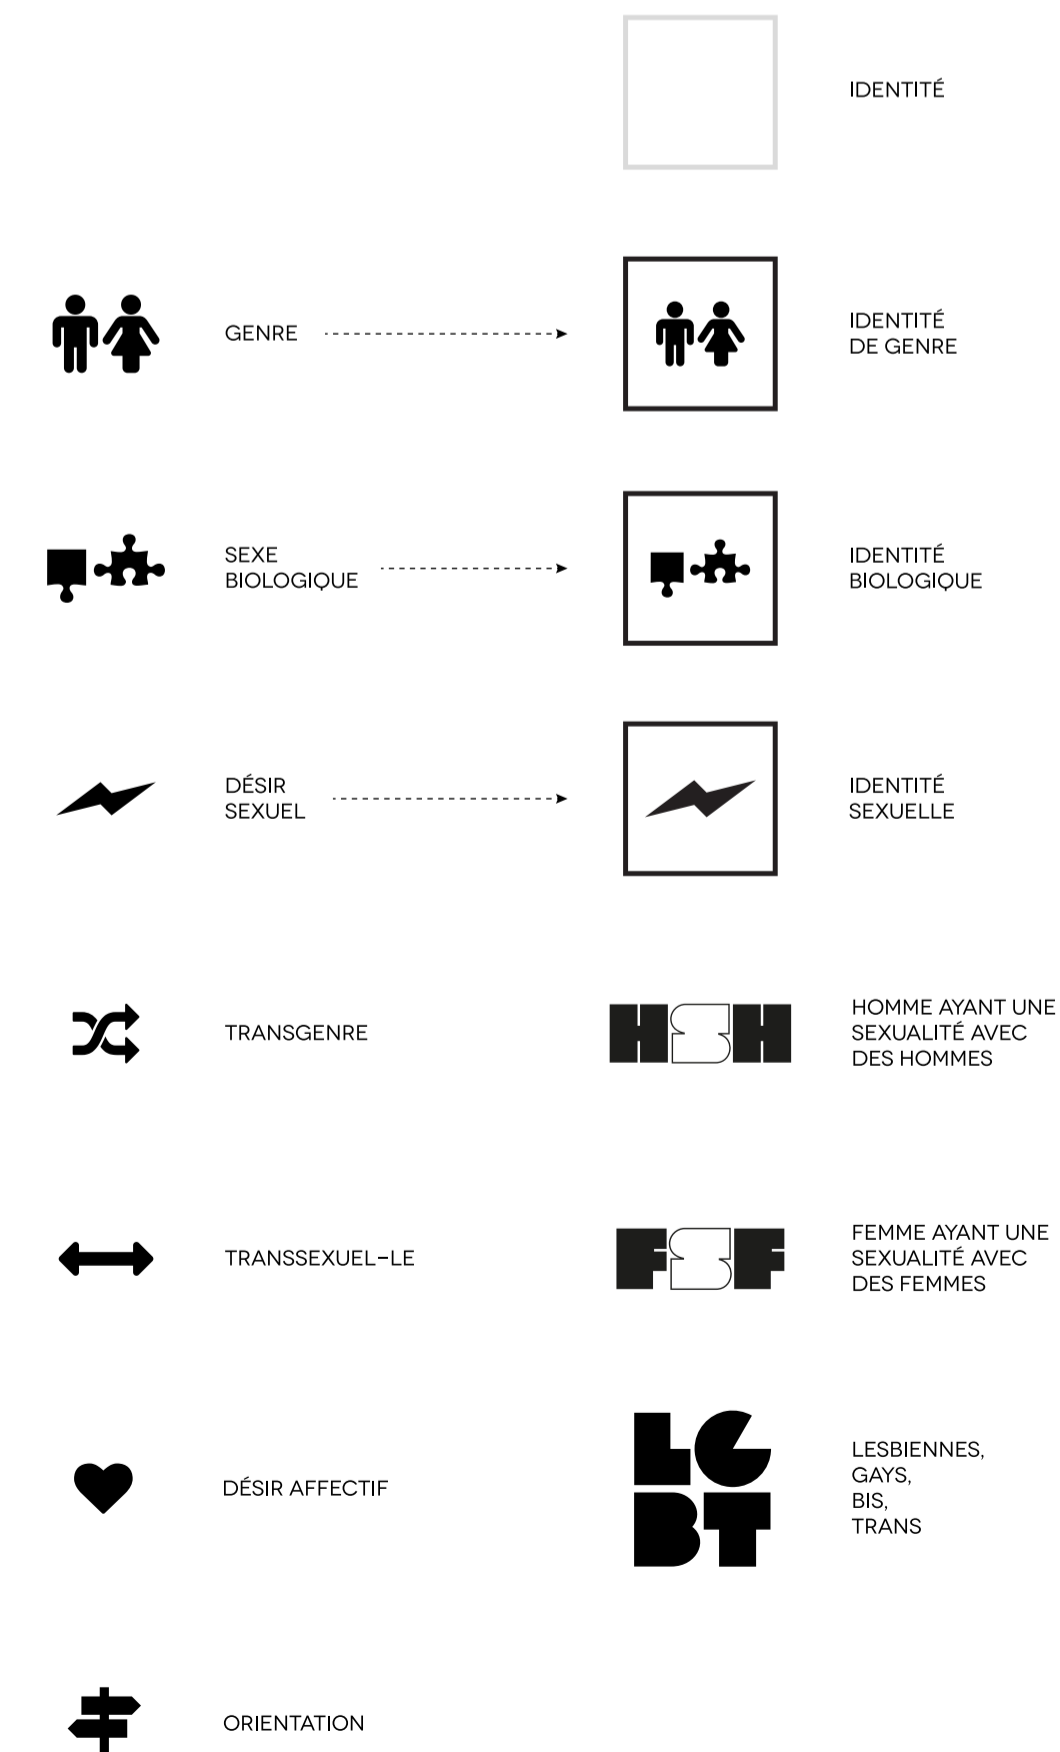 IDENTITÉ
GENRE
IDENTITÉ
DE GENRE
SEXE
BIOLOGIQUE
IDENTITÉ
BIOLOGIQUE
DÉSIR
SEXUEL
IDENTITÉ
SEXUELLE
TRANSGENRE
HSH
HOMME AYANT UNE
SEXUALITÉ AVEC
DES HOMMES
TRANSSEXUEL-LE
FSF
FEMME AYANT UNE
SEXUALITÉ AVEC
DES FEMMES
DÉSIR AFFECTIF
LG
BT
LESBIENNES,
GAYS,
BIS,
TRANS
ORIENTATION